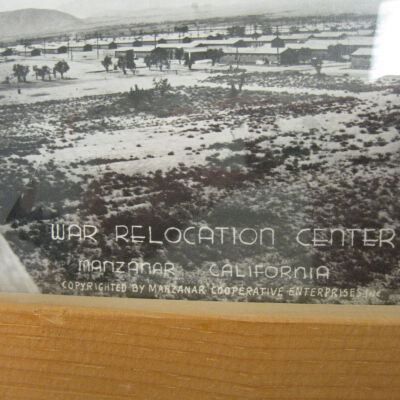 WAR RELOCATION CENTER
MANZANAR CALIFORNIA
COPYRIGHTED BY MANZANAR COOPERATIVE ENTERPRISES INC